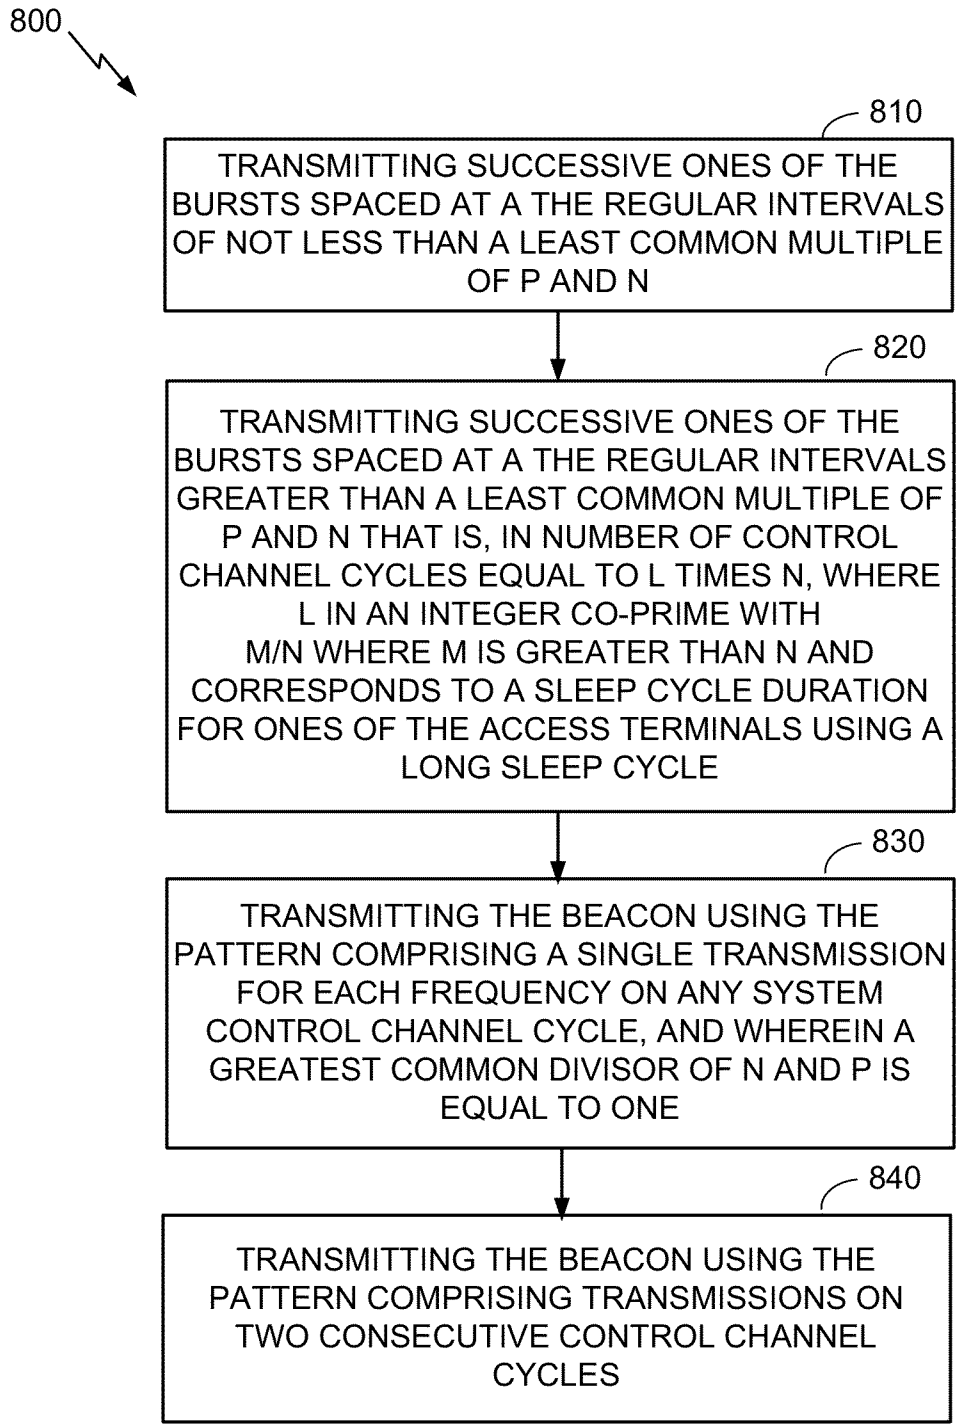 800
810
TRANSMITTING SUCCESSIVE ONES OF THE
BURSTS SPACED AT A THE REGULAR INTERVALS
OF NOT LESS THAN A LEAST COMMON MULTIPLE
OF P AND N
820
TRANSMITTING SUCCESSIVE ONES OF THE
BURSTS SPACED AT A THE REGULAR INTERVALS
GREATER THAN A LEAST COMMON MULTIPLE OF
P AND N THAT IS, IN NUMBER OF CONTROL
CHANNEL CYCLES EQUAL TO L TIMES N, WHERE
L IN AN INTEGER CO-PRIME WITH
M/N WHERE M IS GREATER THAN N AND
CORRESPONDS TO A SLEEP CYCLE DURATION
FOR ONES OF THE ACCESS TERMINALS USING A
LONG SLEEP CYCLE
830
TRANSMITTING THE BEACON USING THE
PATTERN COMPRISING A SINGLE TRANSMISSION
FOR EACH FREQUENCY ON ANY SYSTEM
CONTROL CHANNEL CYCLE, AND WHEREIN A
GREATEST COMMON DIVISOR OF N AND P IS
EQUAL TO ONE
840
TRANSMITTING THE BEACON USING THE
PATTERN COMPRISING TRANSMISSIONS ON
TWO CONSECUTIVE CONTROL CHANNEL
CYCLES